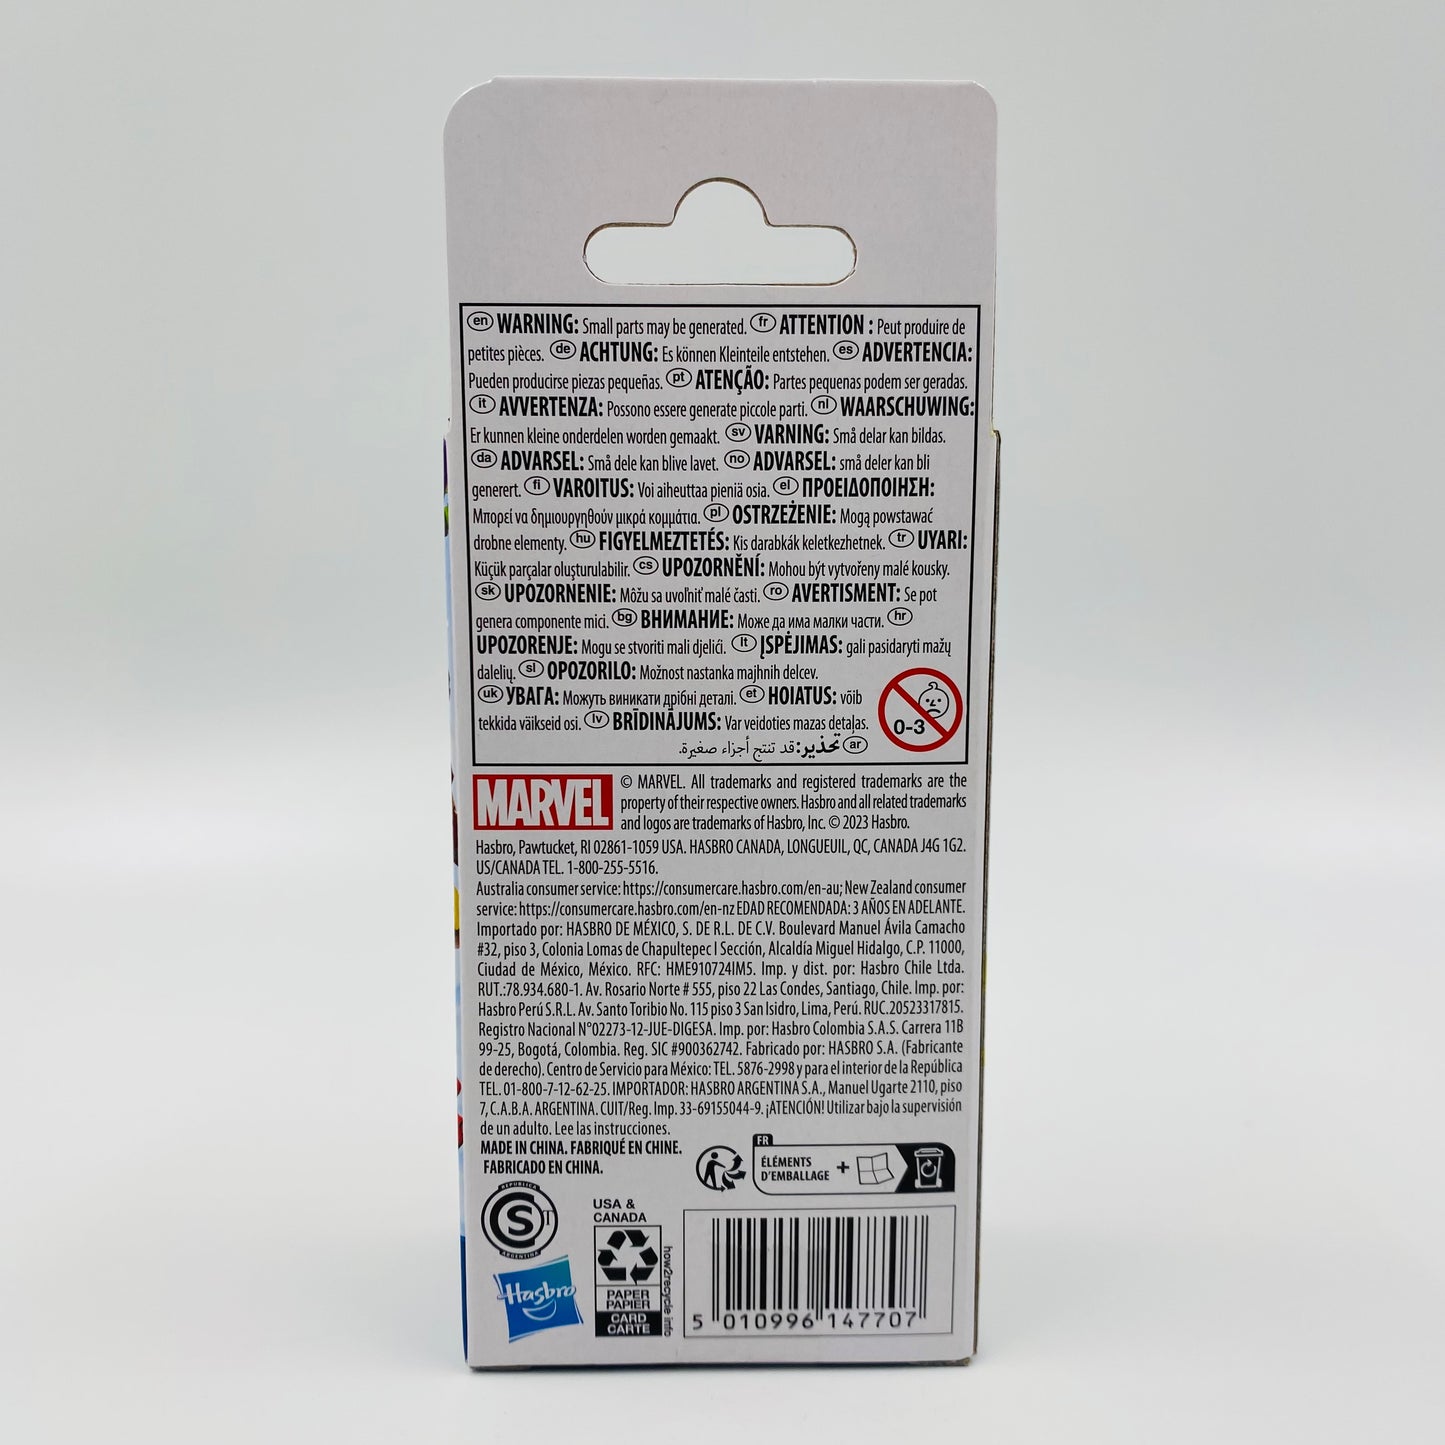 en WARNING: Small parts may be generated. fr ATTENTION : Peut produire de
petites pièces. de ACHTUNG: Es können Kleinteile entstehen. es ADVERTENCIA:
Pueden producirse piezas pequeñas. pt ATENÇÃO: Partes pequenas podem ser geradas.
it AVVERTENZA: Possono essere generate piccole parti. nl WAARSCHUWING:
Er kunnen kleine onderdelen worden gemaakt. sv VARNING: Små delar kan bildas.
da ADVARSEL: Små dele kan blive lavet. no ADVARSEL: små deler kan bli
generert. fi VAROITUS: Voi aiheuttaa pieniä osia. el ΠΡΟΕΙΔΟΠΟΙΗΣΗ:
Μπορεί να δημιουργηθούν μικρά κομμάτια. pl OSTRZEŻENIE: Mogą powstawać
drobne elementy. hu FIGYELMEZTETÉS: Kis darabkák keletkezhetnek. tr UYARI:
Küçük parçalar oluşturulabilir. cs UPOZORNĚNÍ: Mohou být vytvořeny malé kousky.
sk UPOZORNENIE: Môžu sa uvoľniť malé časti. ro AVERTISMENT: Se pot
genera componente mici. bg ВНИМАНИЕ: Може да има малки части. hr
UPOZORENJE: Mogu se stvoriti mali djelići. lt ĮSPĖJIMAS: gali pasidaryti mažų
dalelių. sl OPOZORILO: Možnost nastanka majhnih delcev.
uk УВАГА: Можуть виникати дрібні деталі. et HOIATUS: võib
tekkida väikseid osi. lv BRĪDINĀJUMS: Var veidoties mazas detaļas.
ar تحذير: قد تنتج أجزاء صغيرة.
0-3
MARVEL
© MARVEL. All trademarks and registered trademarks are the
property of their respective owners. Hasbro and all related trademarks
and logos are trademarks of Hasbro, Inc. © 2023 Hasbro.
Hasbro, Pawtucket, RI 02861-1059 USA. HASBRO CANADA, LONGUEUIL, QC, CANADA J4G 1G2.
US/CANADA TEL. 1-800-255-5516.
Australia consumer service: https://consumercare.hasbro.com/en-au; New Zealand consumer
service: https://consumercare.hasbro.com/en-nz EDAD RECOMENDADA: 3 AÑOS EN ADELANTE.
Importado por: HASBRO DE MÉXICO, S. DE R.L. DE C.V. Boulevard Manuel Ávila Camacho
#32, piso 3, Colonia Lomas de Chapultepec I Sección, Alcaldía Miguel Hidalgo, C.P. 11000,
Ciudad de México, México. RFC: HME910724IM5. Imp. y dist. por: Hasbro Chile Ltda.
RUT.:78.934.680-1. Av. Rosario Norte # 555, piso 22 Las Condes, Santiago, Chile. Imp. por:
Hasbro Perú S.R.L. Av. Santo Toribio No. 115 piso 3 San Isidro, Lima, Perú. RUC.20523317815.
Registro Nacional N°02273-12-JUE-DIGESA. Imp. por: Hasbro Colombia S.A.S. Carrera 11B
99-25, Bogotá, Colombia. Reg. SIC #900362742. Fabricado por: HASBRO S.A. (Fabricante
de derecho). Centro de Servicio para México: TEL. 5876-2998 y para el interior de la República
TEL. 01-800-7-12-62-25. IMPORTADOR: HASBRO ARGENTINA S.A., Manuel Ugarte 2110, piso
7, C.A.B.A. ARGENTINA. CUIT/Reg. Imp. 33-69155044-9. ¡ATENCIÓN! Utilizar bajo la supervisión
de un adulto. Lee las instrucciones.
MADE IN CHINA. FABRIQUÉ EN CHINE.
FABRICADO EN CHINA.
FR
ÉLÉMENTS
D'EMBALLAGE +
REPUBLICA
S
ARGENTINA
Hasbro
USA &
CANADA
PAPER
PAPIER
CARD
CARTE
how2recycle.info
5 010996 147707